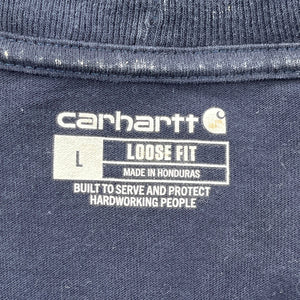 carhartt
L LOOSE FIT
MADE IN HONDURAS
BUILT TO SERVE AND PROTECT
HARDWORKING PEOPLE